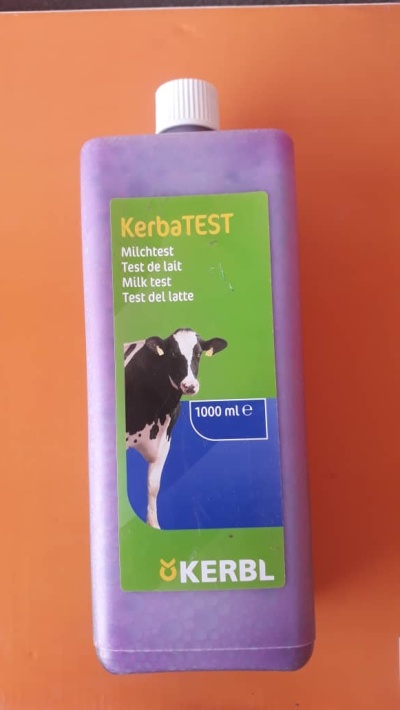 KerbaTEST
Milchtest
Test de lait
Milk test
Test del latte
1000 ml ℮
KERBL